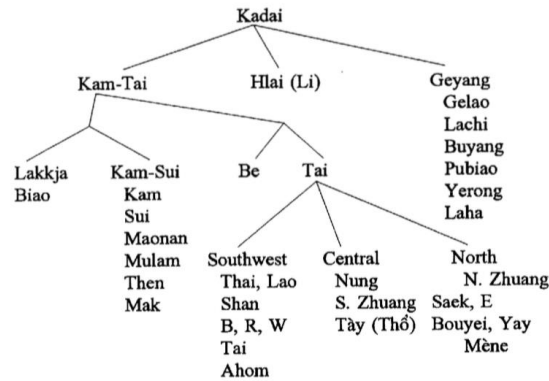 Kadai
Kam-Tai Hlai (Li) Geyang
Gelao
Lachi
Buyang
Pubiao
Yerong
Laha
Lakkja Kam-Sui Be Tai
Biao Kam
Sui
Maonan
Mulam
Then
Mak
Southwest Central North
Thai, Lao Nung N. Zhuang
Shan S. Zhuang Saek, E
B, R, W Tày (Thổ) Bouyei, Yay
Tai Mène
Ahom